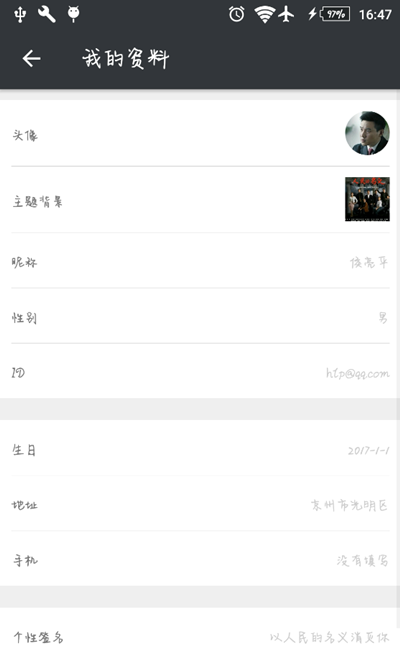 97% 16:47
我的资料
头像
主题背景
昵称 侯亮平
性别 男
ID hlp@qq.com
生日 2017-1-1
地址 京州市光明区
手机 没有填写
个性签名 以人民的名义清页你